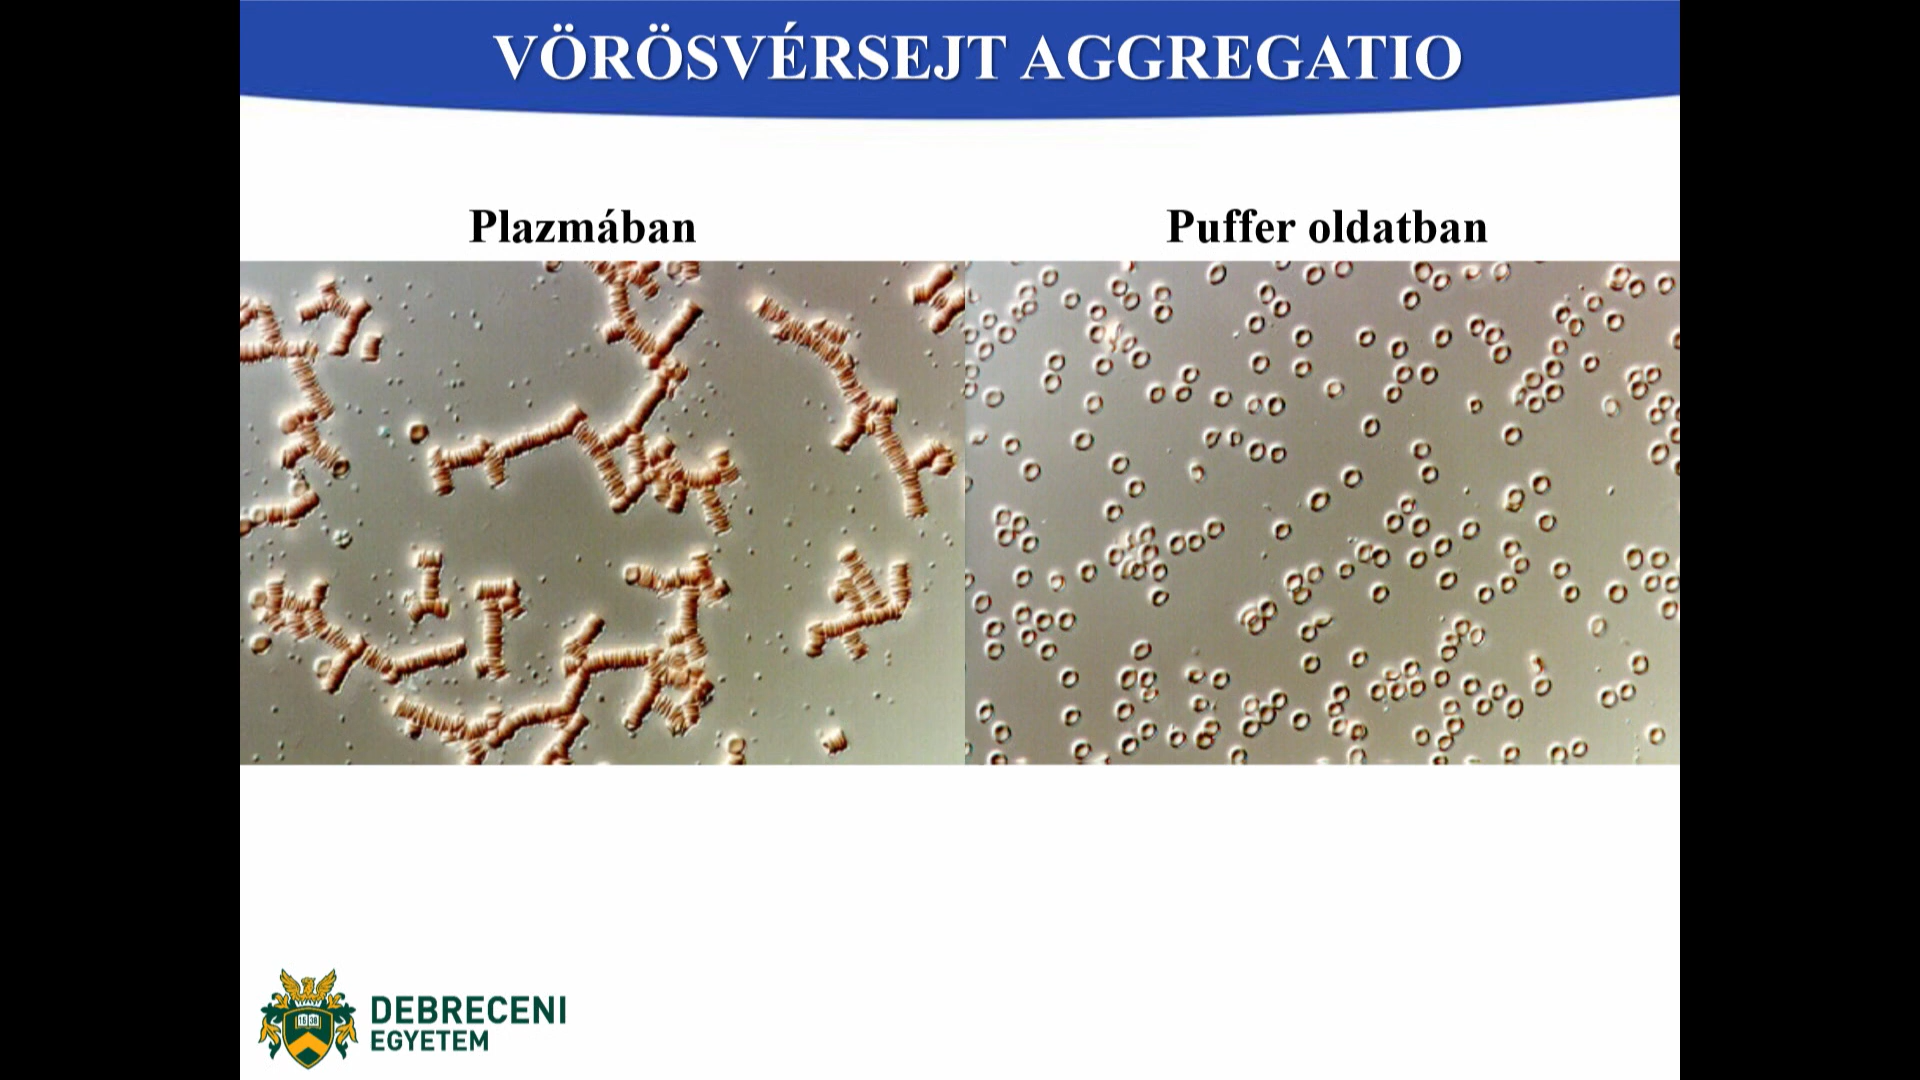 VÖRÖSVÉRSEJT AGGREGATIO
Plazmában
Puffer oldatban
DEBRECENI
EGYETEM